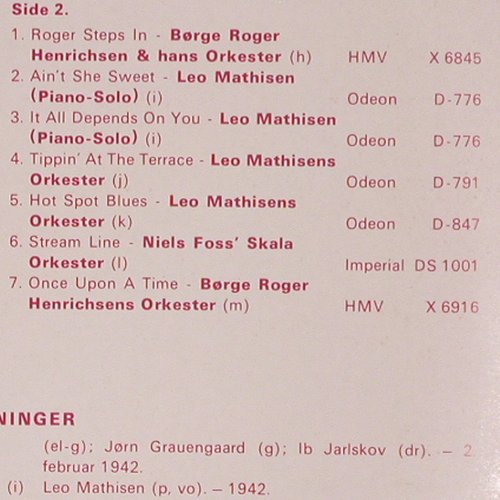 Side 2.
1. Roger Steps In - Børge Roger
Henrichsen & hans Orkester (h) HMV X 6845
2. Ain't She Sweet - Leo Mathisen
(Piano-Solo) (i) Odeon D-776
3. It All Depends On You - Leo Mathisen
(Piano-Solo) (i) Odeon D-776
4. Tippin' At The Terrace - Leo Mathisens
Orkester (j) Odeon D-791
5. Hot Spot Blues - Leo Mathisens
Orkester (k) Odeon D-847
6. Stream Line - Niels Foss' Skala
Orkester (l) Imperial DS 1001
7. Once Upon A Time - Børge Roger
Henrichsens Orkester (m) HMV X 6916
NINGER
(el-g); Jørn Grauengaard (g); Ib Jarlskov (dr). — 2.
februar 1942.
(i) Leo Mathisen (p, vo). — 1942.